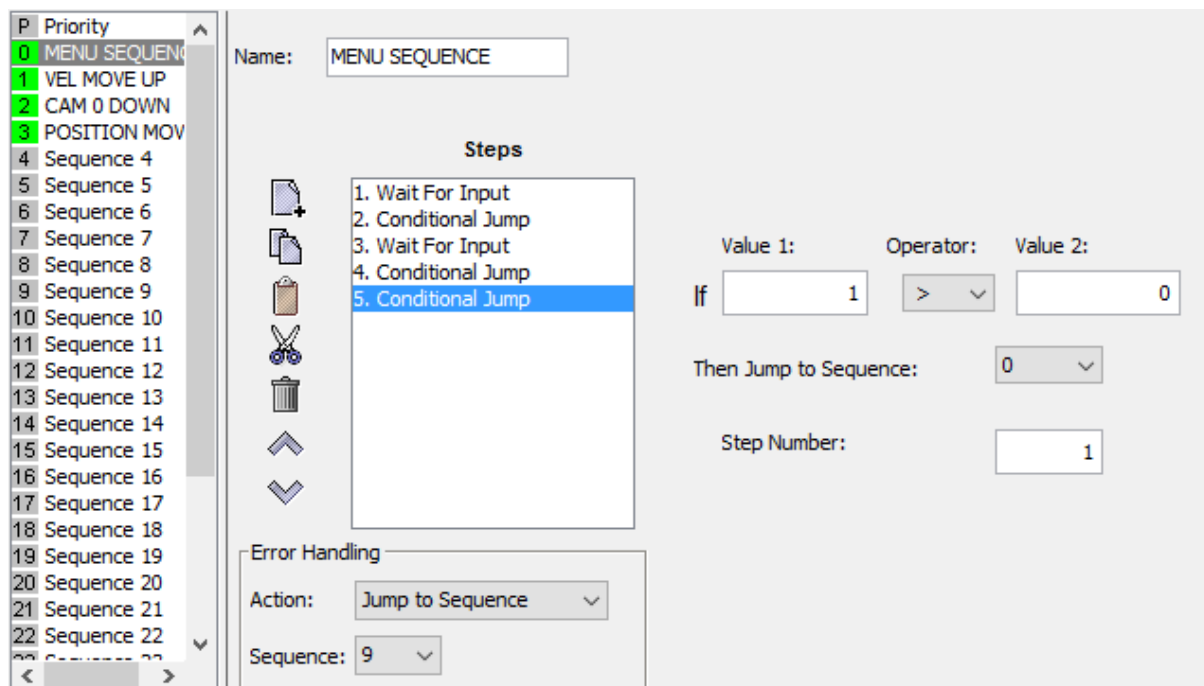 P Priority
0 MENU SEQUENC
1 VEL MOVE UP
2 CAM 0 DOWN
3 POSITION MOV
4 Sequence 4
5 Sequence 5
6 Sequence 6
7 Sequence 7
8 Sequence 8
9 Sequence 9
10 Sequence 10
11 Sequence 11
12 Sequence 12
13 Sequence 13
14 Sequence 14
15 Sequence 15
16 Sequence 16
17 Sequence 17
18 Sequence 18
19 Sequence 19
20 Sequence 20
21 Sequence 21
22 Sequence 22
Name: MENU SEQUENCE
Steps
1. Wait For Input
2. Conditional Jump
3. Wait For Input
4. Conditional Jump
5. Conditional Jump
Error Handling
Action: Jump to Sequence
Sequence: 9
Value 1: Operator: Value 2:
If 1 > 0
Then Jump to Sequence: 0
Step Number: 1